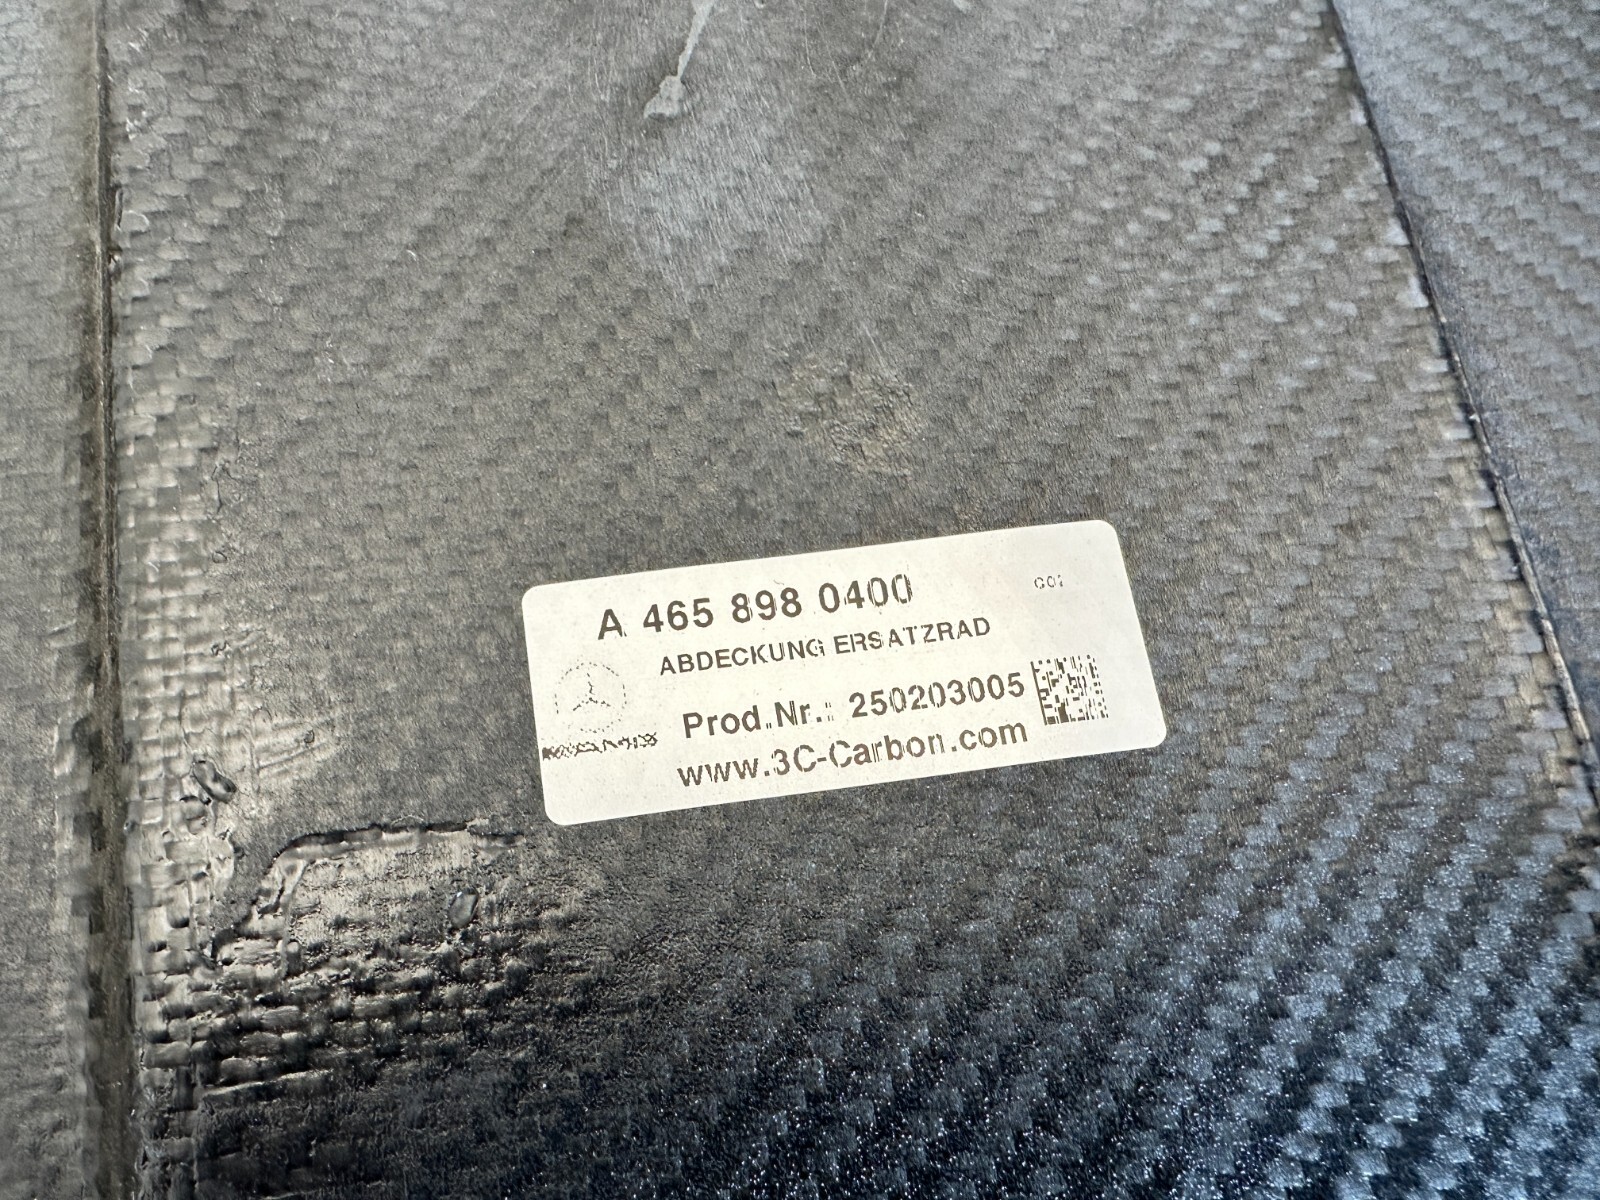 A 465 898 0400
ABDECKUNG ERSATZRAD
Prod.Nr.: 250203005
www.3C-Carbon.com